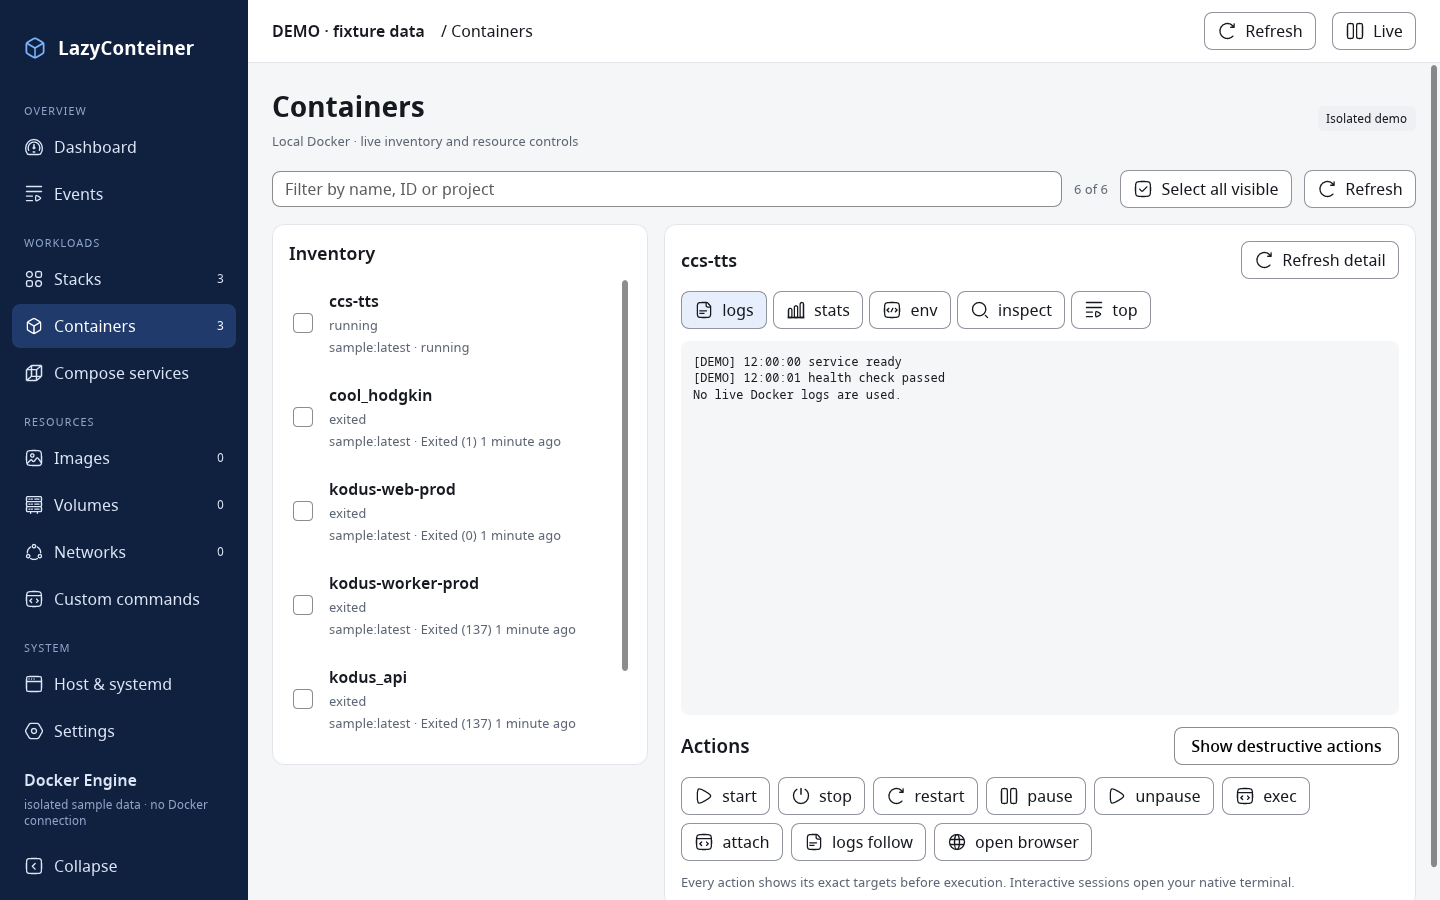 LazyConteiner
OVERVIEW
Dashboard
Events
WORKLOADS
Stacks 3
Containers 3
Compose services
RESOURCES
Images 0
Volumes 0
Networks 0
Custom commands
SYSTEM
Host & systemd
Settings
Docker Engine
isolated sample data · no Docker
connection
Collapse
DEMO · fixture data / Containers
Refresh
Live
Containers
Local Docker · live inventory and resource controls
Isolated demo
Filter by name, ID or project
6 of 6
Select all visible
Refresh
Inventory
ccs-tts
running
sample:latest · running
cool_hodgkin
exited
sample:latest · Exited (1) 1 minute ago
kodus-web-prod
exited
sample:latest · Exited (0) 1 minute ago
kodus-worker-prod
exited
sample:latest · Exited (137) 1 minute ago
kodus_api
exited
sample:latest · Exited (137) 1 minute ago
ccs-tts
Refresh detail
logs stats env inspect top
[DEMO] 12:00:00 service ready
[DEMO] 12:00:01 health check passed
No live Docker logs are used.
Actions
Show destructive actions
start stop restart pause unpause exec
attach logs follow open browser
Every action shows its exact targets before execution. Interactive sessions open your native terminal.